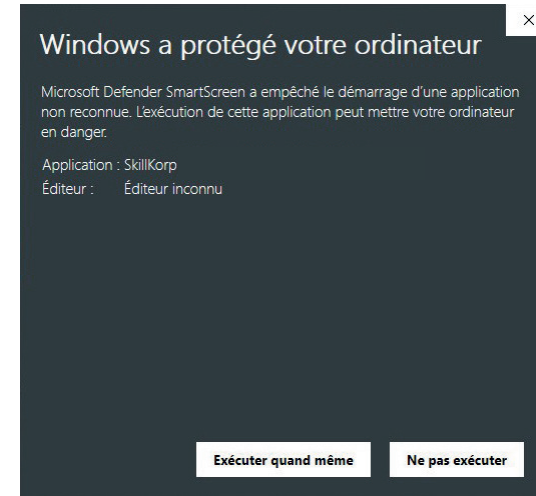 Windows a protégé votre ordinateur
Microsoft Defender SmartScreen a empêché le démarrage d'une application
non reconnue. L'exécution de cette application peut mettre votre ordinateur
en danger.
Application : SkillKorp
Éditeur : Éditeur inconnu
Exécuter quand même Ne pas exécuter